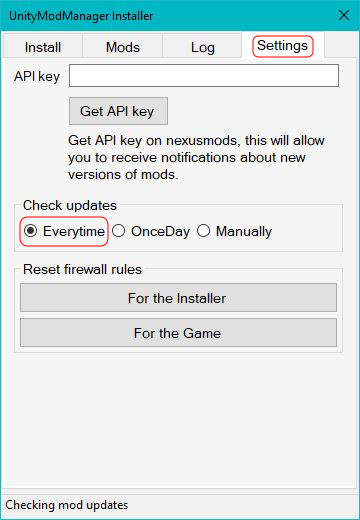 UnityModManager Installer
Install Mods Log Settings
API key
Get API key
Get API key on nexusmods, this will allow
you to receive notifications about new
versions of mods.
Check updates
Everytime OnceDay Manually
Reset firewall rules
For the Installer
For the Game
Checking mod updates